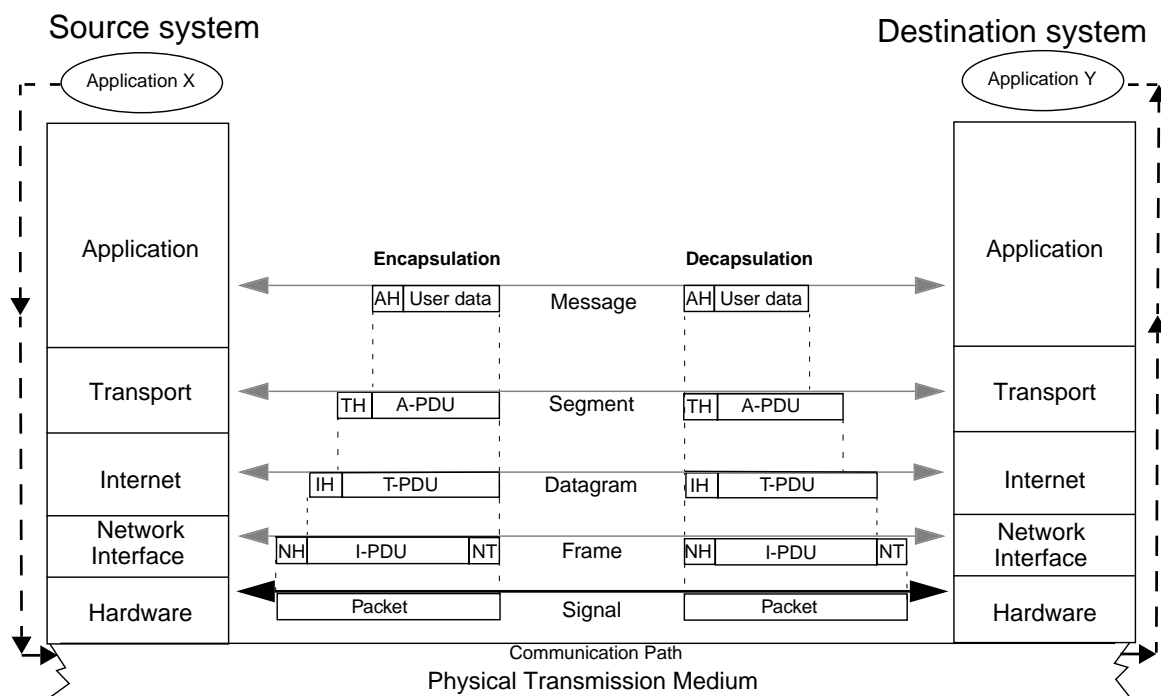 Source system
Destination system
Application X
Application Y
Application
Encapsulation
Decapsulation
Application
AH User data
Message
AH User data
Transport
TH A-PDU
Segment
TH A-PDU
Transport
Internet
IH T-PDU
Datagram
IH T-PDU
Internet
Network
Interface
NH I-PDU NT
Frame
NH I-PDU NT
Network
Interface
Hardware
Packet
Signal
Packet
Hardware
Communication Path
Physical Transmission Medium